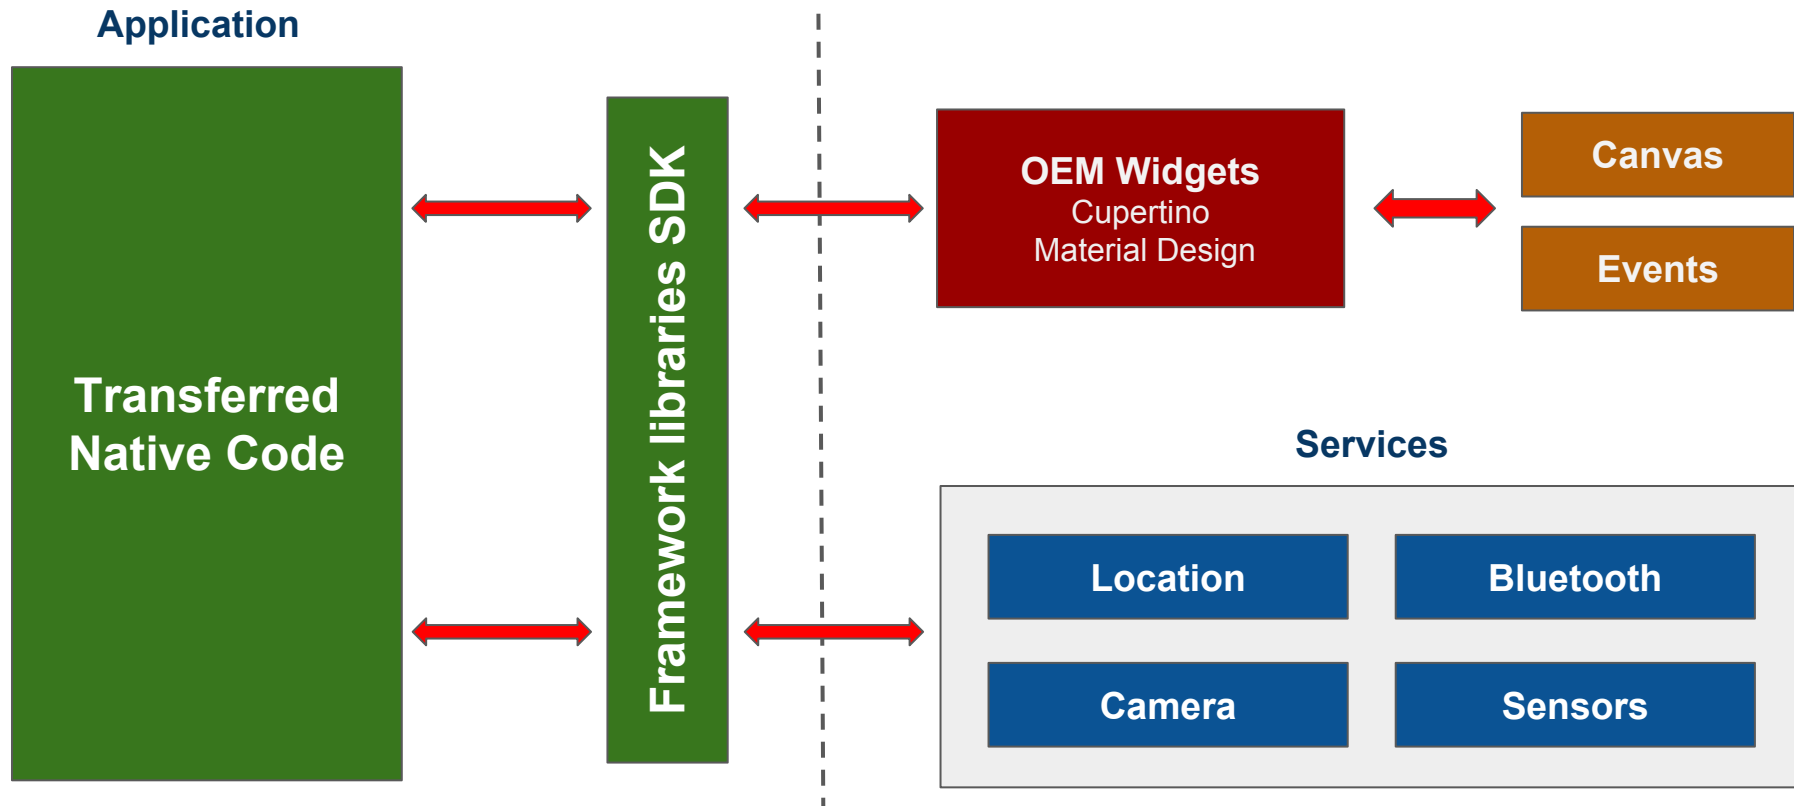 Application
Transferred
Native Code
Framework libraries SDK
OEM Widgets
Cupertino
Material Design
Canvas
Events
Services
Location
Bluetooth
Camera
Sensors